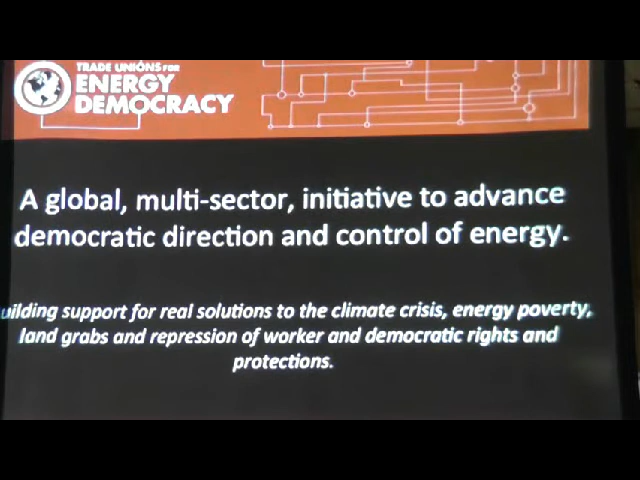 TRADE UNIONS FOR
ENERGY
DEMOCRACY
A global, multi-sector, initiative to advance
democratic direction and control of energy.
uilding support for real solutions to the climate crisis, energy poverty,
land grabs and repression of worker and democratic rights and
protections.